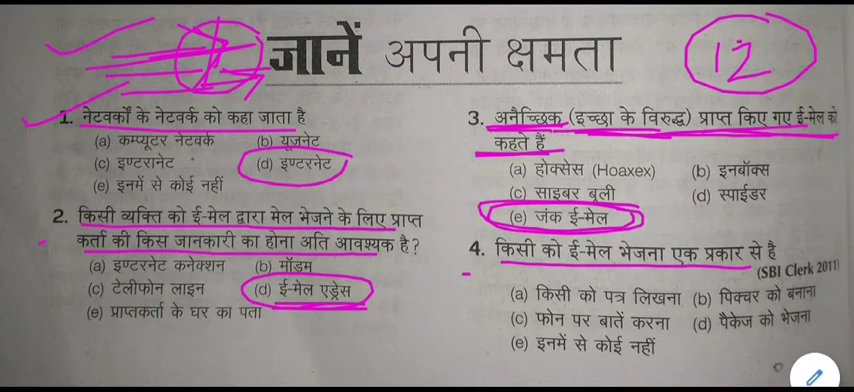 जानें अपनी क्षमता
12
1. नेटवर्कों के नेटवर्क को कहा जाता है
(a) कम्प्यूटर नेटवर्क (b) यूजनेट
(c) इण्टरानेट (d) इण्टरनेट
(e) इनमें से कोई नहीं
2. किसी व्यक्ति को ई-मेल द्वारा मेल भेजने के लिए प्राप्त
कर्ता की किस जानकारी का होना अति आवश्यक है?
(a) इण्टरनेट कनेक्शन (b) मॉडम
(c) टेलीफोन लाइन (d) ई-मेल एड्रेस
(e) प्राप्तकर्ता के घर का पता
3. अनैच्छिक (इच्छा के विरुद्ध) प्राप्त किए गए ई-मेल को
कहते हैं
(a) होक्सेस (Hoaxex) (b) इनबॉक्स
(c) साइबर बूली (d) स्पाईडर
(e) जंक ई-मेल
4. किसी को ई-मेल भेजना एक प्रकार से है
(SBI Clerk 2011)
(a) किसी को पत्र लिखना (b) पिक्चर को बनाना
(c) फोन पर बातें करना (d) पैकेज को भेजना
(e) इनमें से कोई नहीं